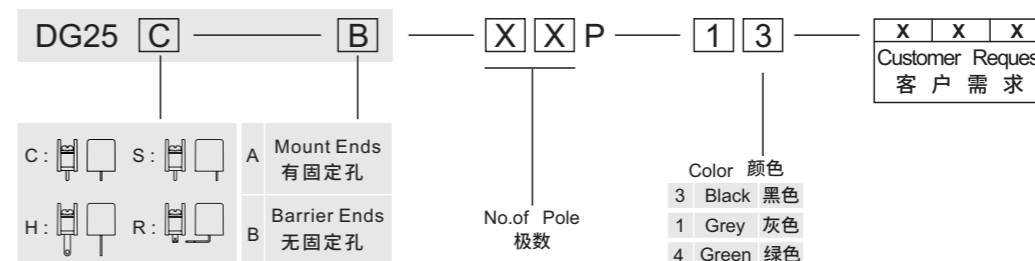 DG25 C B X X P 1 3
X X X
Customer Reques
客户需求
C: S:
H: R:
A Mount Ends
有固定孔
B Barrier Ends
无固定孔
No.of Pole
极数
Color 颜色
3 Black 黑色
1 Grey 灰色
4 Green 绿色